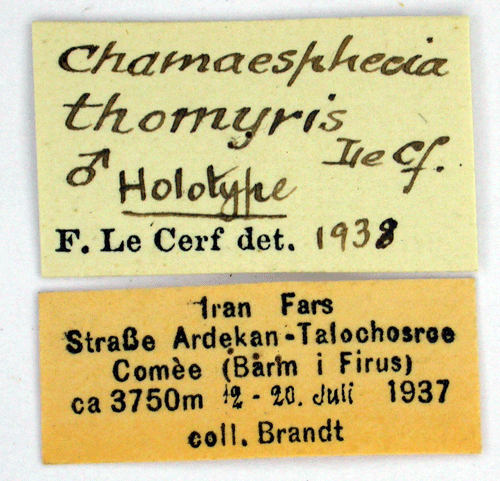 Chamaesphecia
thomyris
Le Cf.
♂ Holotype
F. Le Cerf det. 1938
Iran Fars
Straße Ardekan-Talochosroe
Comèe (Barm i Firus)
ca 3750m 12-20. Juli 1937
coll. Brandt